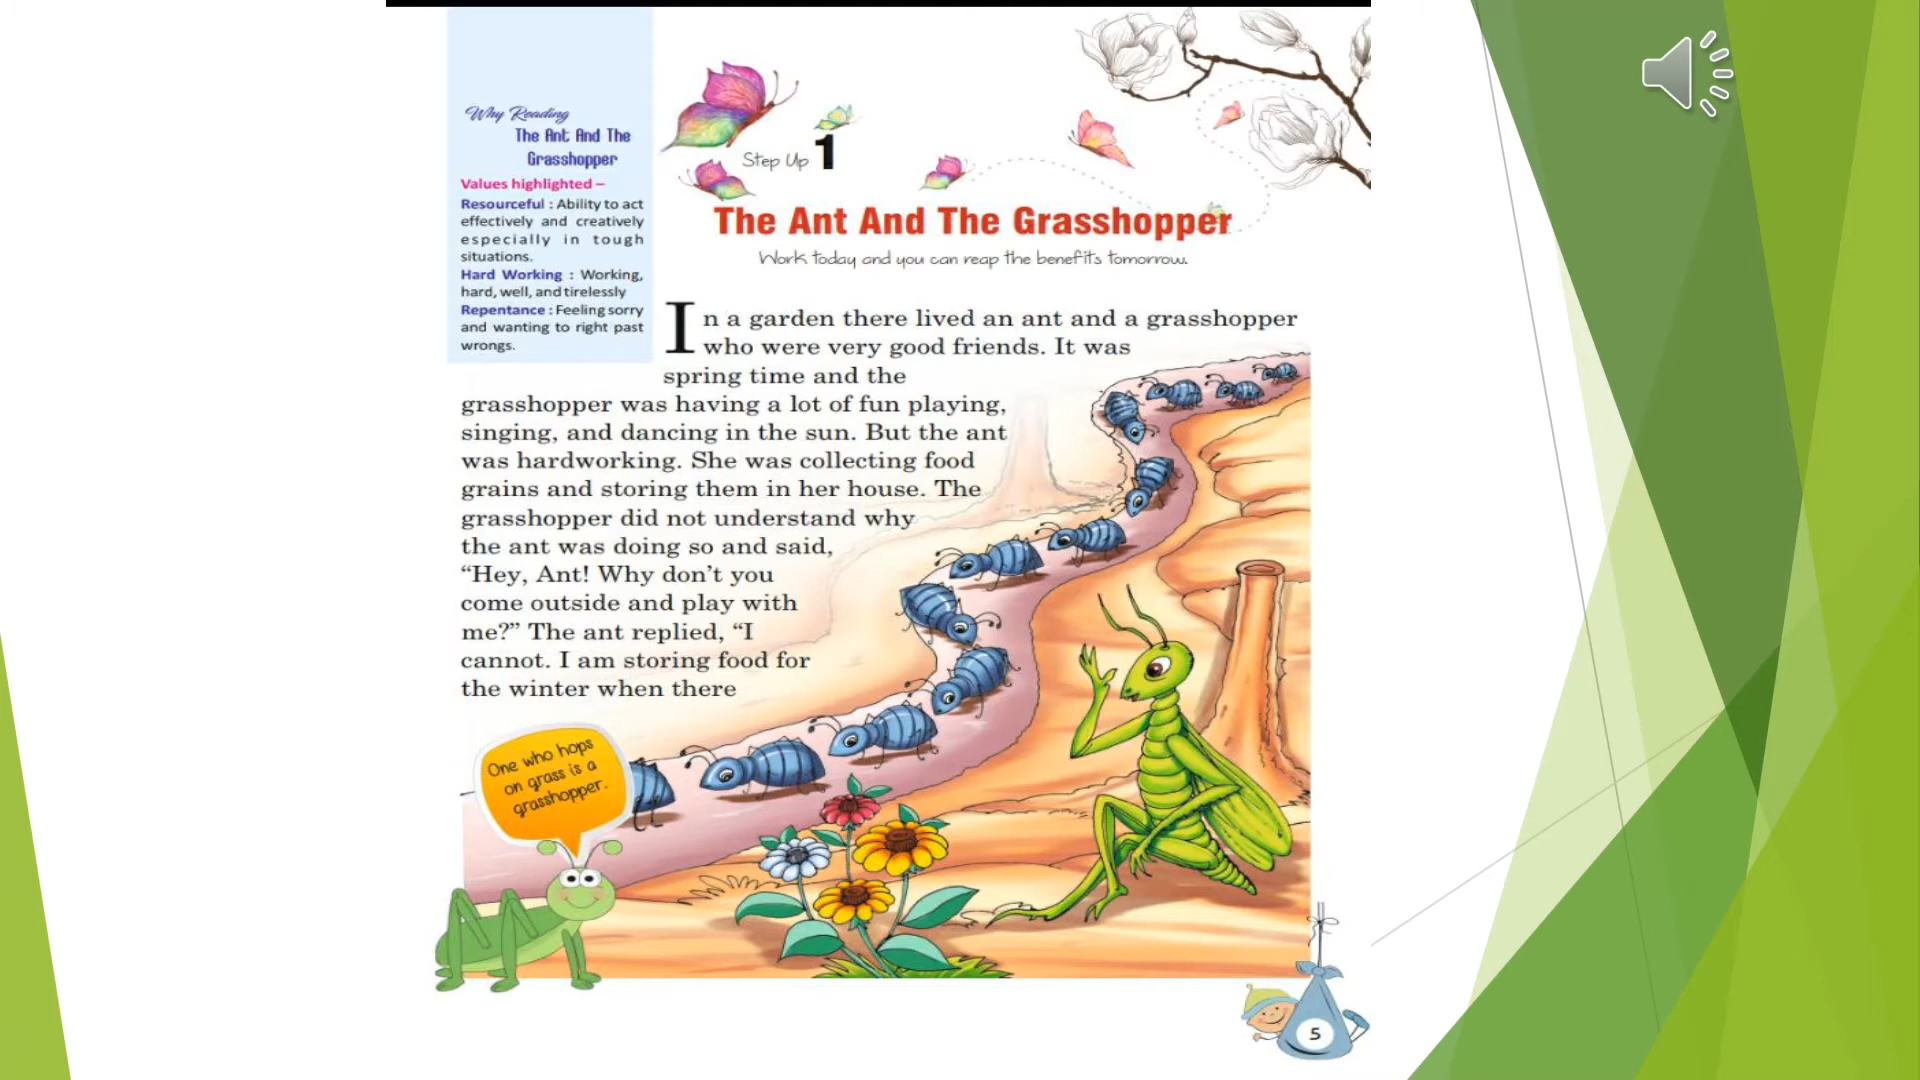 Why Reading
The Ant And The
Grasshopper
Values highlighted –
Resourceful : Ability to act
effectively and creatively
especially in tough
situations.
Hard Working : Working,
hard, well, and tirelessly
Repentance : Feeling sorry
and wanting to right past
wrongs.
Step Up 1
The Ant And The Grasshopper
Work today and you can reap the benefits tomorrow.
In a garden there lived an ant and a grasshopper
who were very good friends. It was
spring time and the
grasshopper was having a lot of fun playing,
singing, and dancing in the sun. But the ant
was hardworking. She was collecting food
grains and storing them in her house. The
grasshopper did not understand why
the ant was doing so and said,
“Hey, Ant! Why don’t you
come outside and play with
me?” The ant replied, “I
cannot. I am storing food for
the winter when there
One who hops
on grass is a
grasshopper.
5